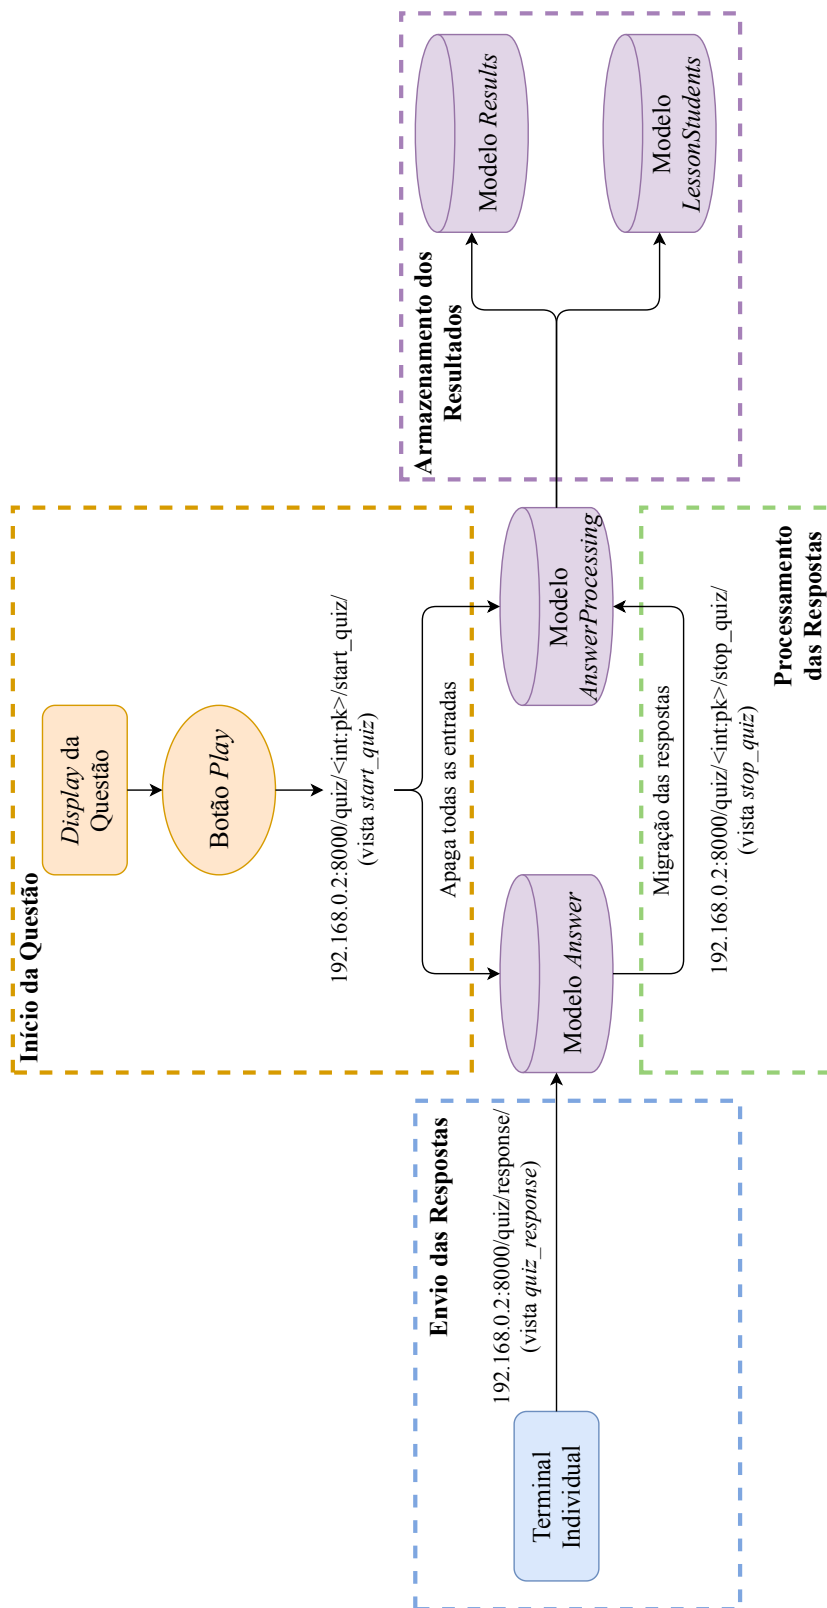 Início da Questão
Display da
Questão
Botão Play
192.168.0.2:8000/quiz/<int:pk>/start_quiz/
(vista start_quiz)
Apaga todas as entradas
Envio das Respostas
Terminal
Individual
192.168.0.2:8000/quiz/response/
(vista quiz_response)
Modelo Answer
Modelo
AnswerProcessing
Migração das respostas
192.168.0.2:8000/quiz/<int:pk>/stop_quiz/
(vista stop_quiz)
Processamento
das Respostas
Armazenamento dos
Resultados
Modelo Results
Modelo
LessonStudents